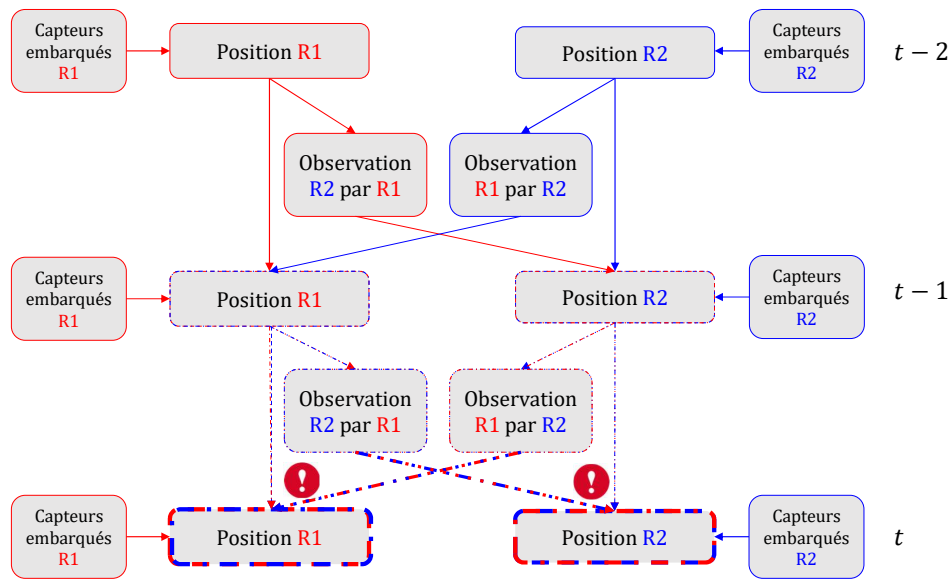 Capteurs
embarqués
R1
Position R1
Position R2
Capteurs
embarqués
R2
t − 2
Observation
R2 par R1
Observation
R1 par R2
Capteurs
embarqués
R1
Position R1
Position R2
Capteurs
embarqués
R2
t − 1
Observation
R2 par R1
Observation
R1 par R2
!
!
Capteurs
embarqués
R1
Position R1
Position R2
Capteurs
embarqués
R2
t